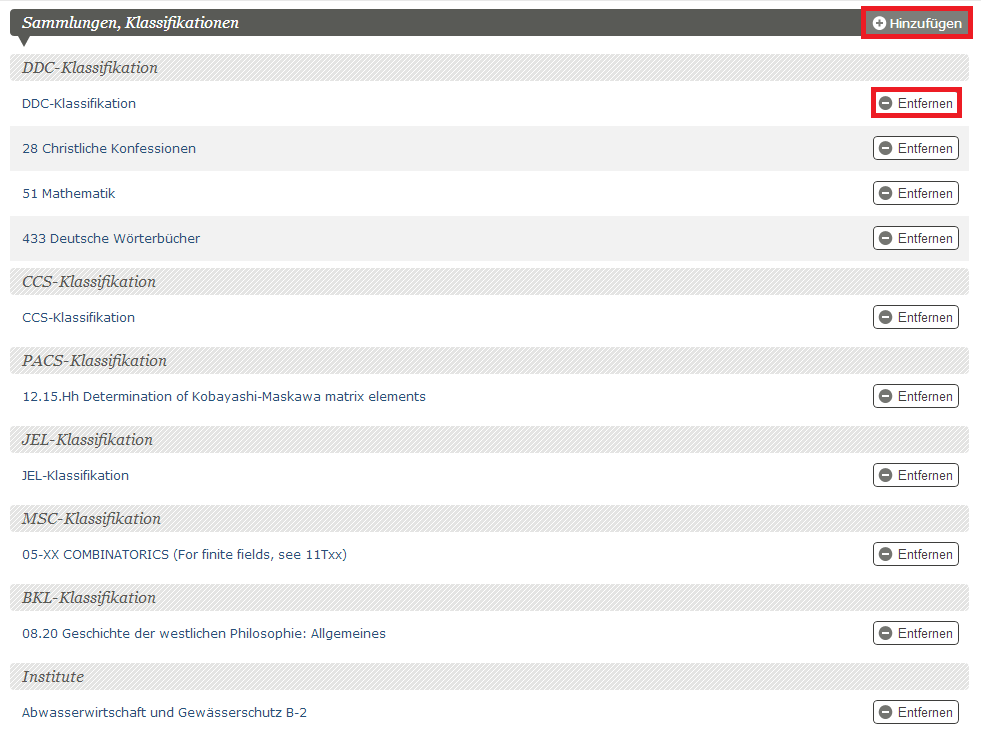 Sammlungen, Klassifikationen Hinzufügen
DDC-Klassifikation
DDC-Klassifikation Entfernen
28 Christliche Konfessionen Entfernen
51 Mathematik Entfernen
433 Deutsche Wörterbücher Entfernen
CCS-Klassifikation
CCS-Klassifikation Entfernen
PACS-Klassifikation
12.15.Hh Determination of Kobayashi-Maskawa matrix elements Entfernen
JEL-Klassifikation
JEL-Klassifikation Entfernen
MSC-Klassifikation
05-XX COMBINATORICS (For finite fields, see 11Txx) Entfernen
BKL-Klassifikation
08.20 Geschichte der westlichen Philosophie: Allgemeines Entfernen
Institute
Abwasserwirtschaft und Gewässerschutz B-2 Entfernen